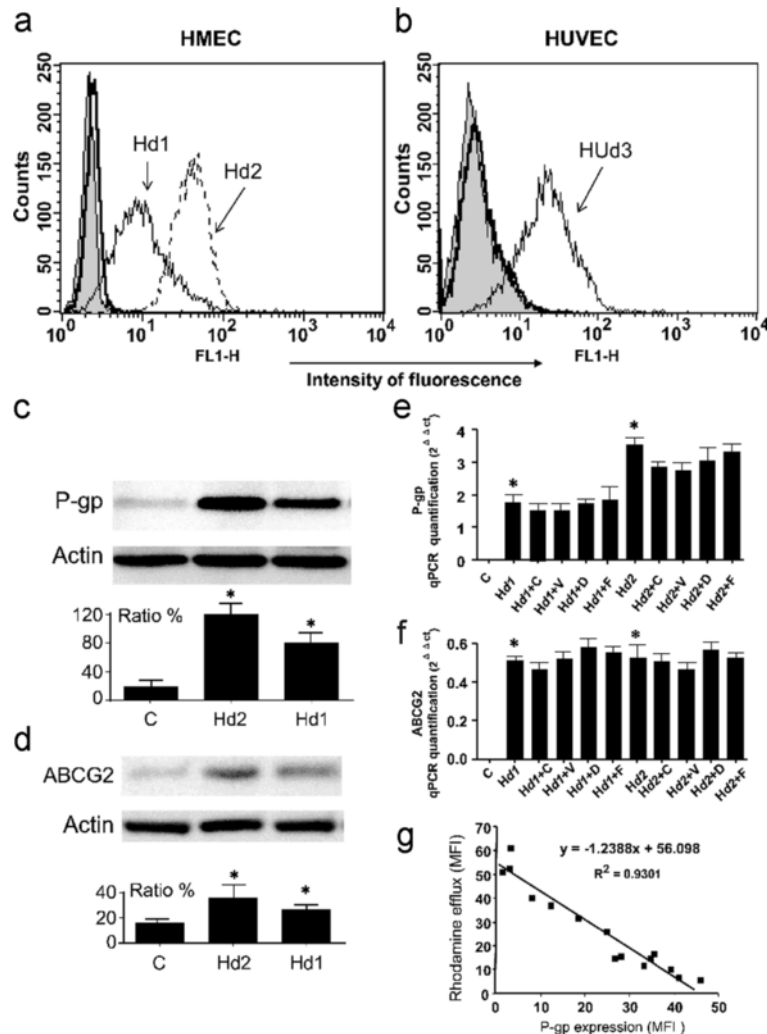 a
HMEC
b
HUVEC
Counts
250
200
150
100
50
0
Hd1
Hd2
10^0 10^1 10^2 10^3 10^4
FL1-H
Counts
250
200
150
100
50
0
HUd3
10^0 10^1 10^2 10^3 10^4
FL1-H
Intensity of fluorescence
c
P-gp
Actin
Ratio %
120
80
40
0
* *
C Hd2 Hd1
d
ABCG2
Actin
Ratio %
40
20
0
* *
C Hd2 Hd1
e
P-gp
qPCR quantification (2^ΔΔct)
4
3
2
1
0
* *
C Hd1 Hd1+C Hd1+V Hd1+D Hd1+F Hd2 Hd2+C Hd2+V Hd2+D Hd2+F
f
ABCG2
qPCR quantification (2^ΔΔct)
0.6
0.6
0.0
* *
C Hd1 Hd1+C Hd1+V Hd1+D Hd1+F Hd2 Hd2+C Hd2+V Hd2+D Hd2+F
g
Rhodamine efflux (MFI)
70
60
50
40
30
20
10
0
y = -1.2388x + 56.098
R² = 0.9301
0 10 20 30 40 50
P-gp expression (MFI)